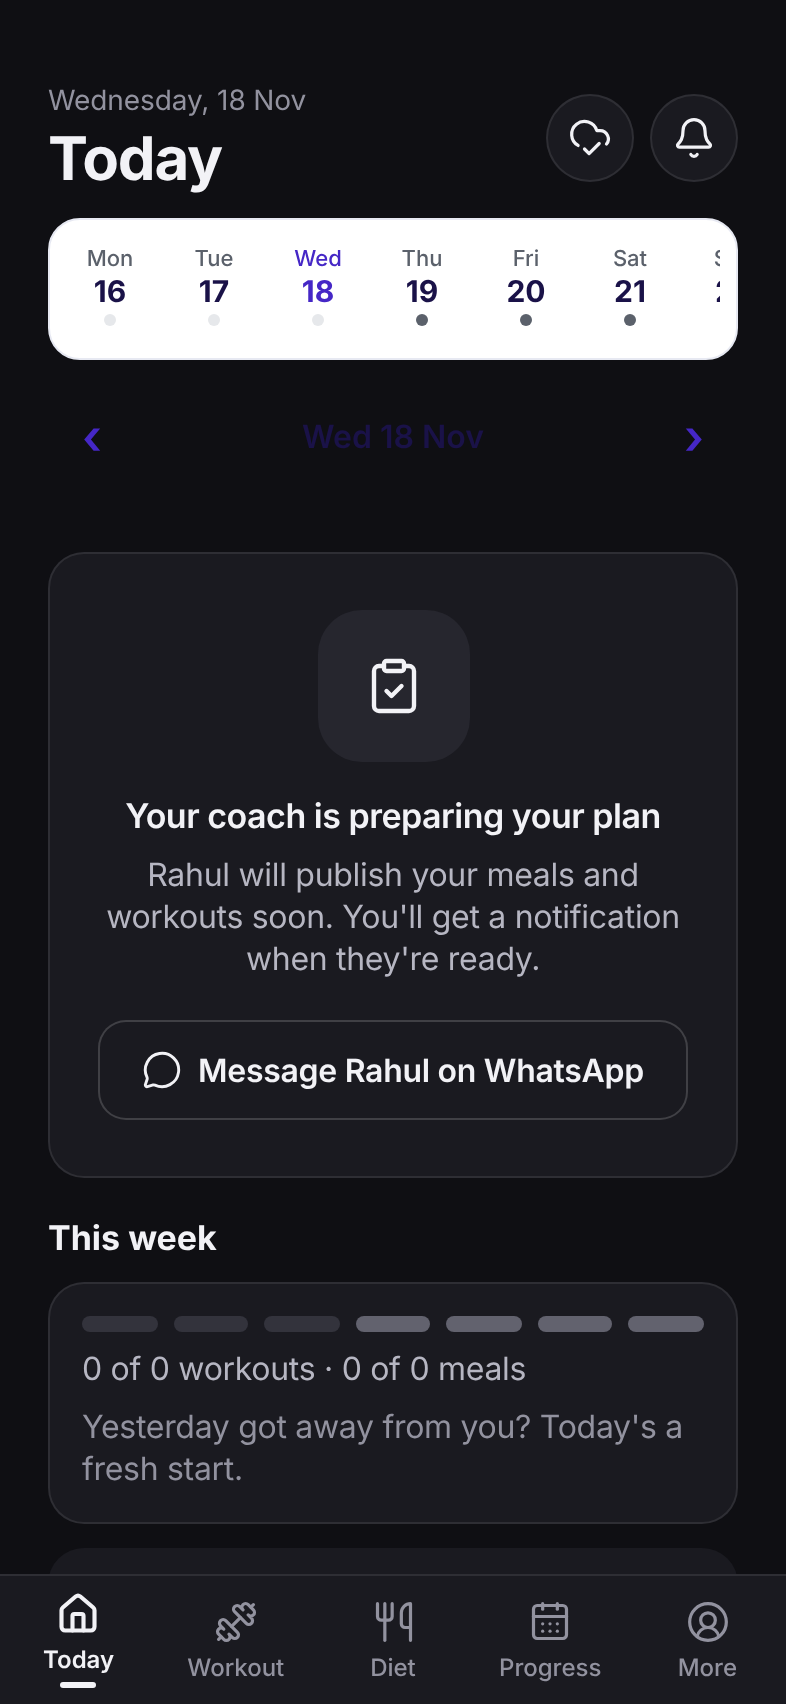 Wednesday, 18 Nov
Today
Mon Tue Wed Thu Fri Sat
16 17 18 19 20 21
‹ Wed 18 Nov ›
Your coach is preparing your plan
Rahul will publish your meals and
workouts soon. You'll get a notification
when they're ready.
Message Rahul on WhatsApp
This week
0 of 0 workouts · 0 of 0 meals
Yesterday got away from you? Today's a
fresh start.
Today Workout Diet Progress More